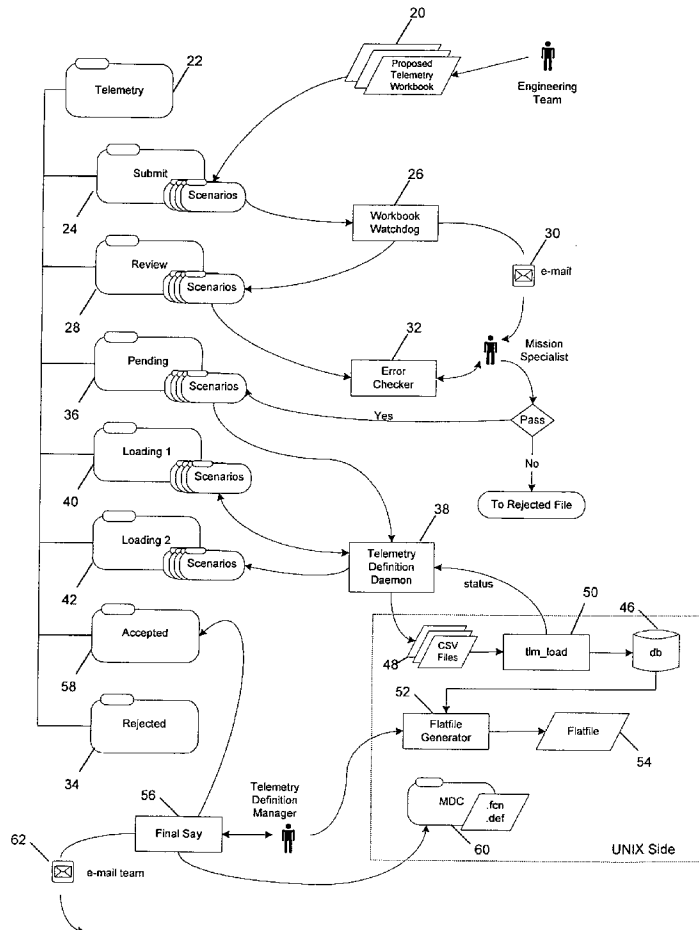 20
22
Proposed
Telemetry
Workbook
Engineering
Team
Telemetry
Submit
Scenarios
24
26
Workbook
Watchdog
30
e-mail
Review
Scenarios
28
32
Error
Checker
Mission
Specialist
Pending
Scenarios
36
Yes
Pass
No
To Rejected File
Loading 1
Scenarios
40
38
Telemetry
Definition
Daemon
Loading 2
Scenarios
42
status
50
46
Accepted
58
48
CSV
Files
tlm_load
db
52
Flatfile
Generator
Flatfile
54
Rejected
34
Telemetry
Definition
Manager
56
Final Say
MDC
.fcn
.def
60
UNIX Side
62
e-mail team